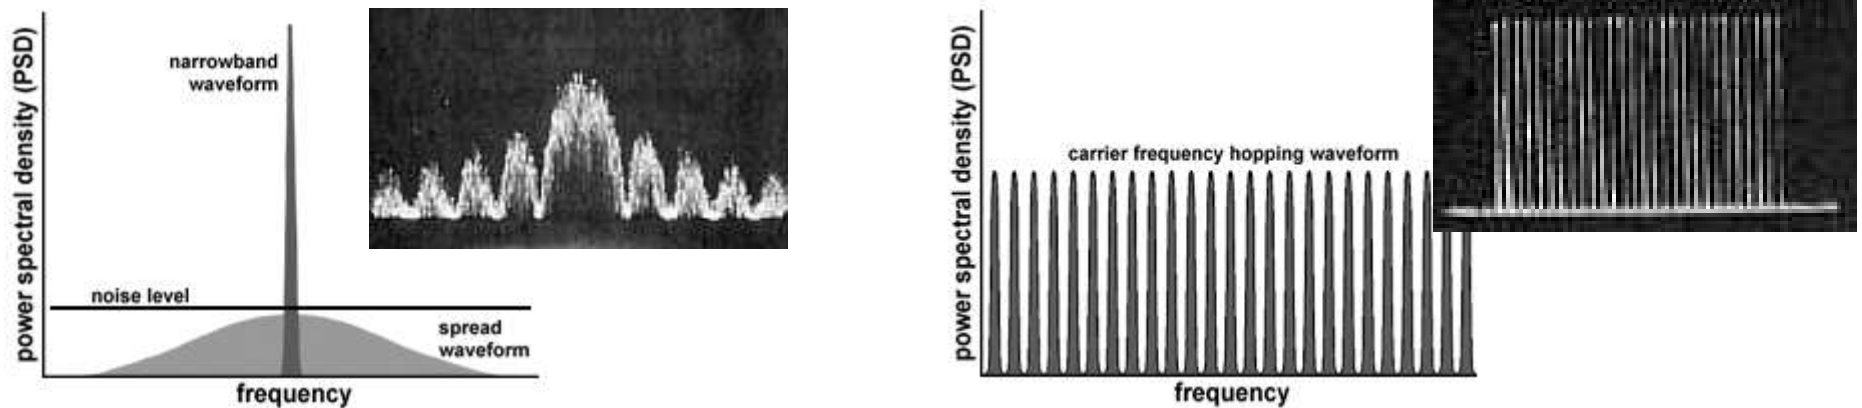 power spectral density (PSD)
narrowband
waveform
noise level
spread
waveform
frequency
power spectral density (PSD)
carrier frequency hopping waveform
frequency